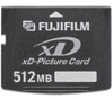 FUJIFILM
xD
xD-Picture Card
512MB